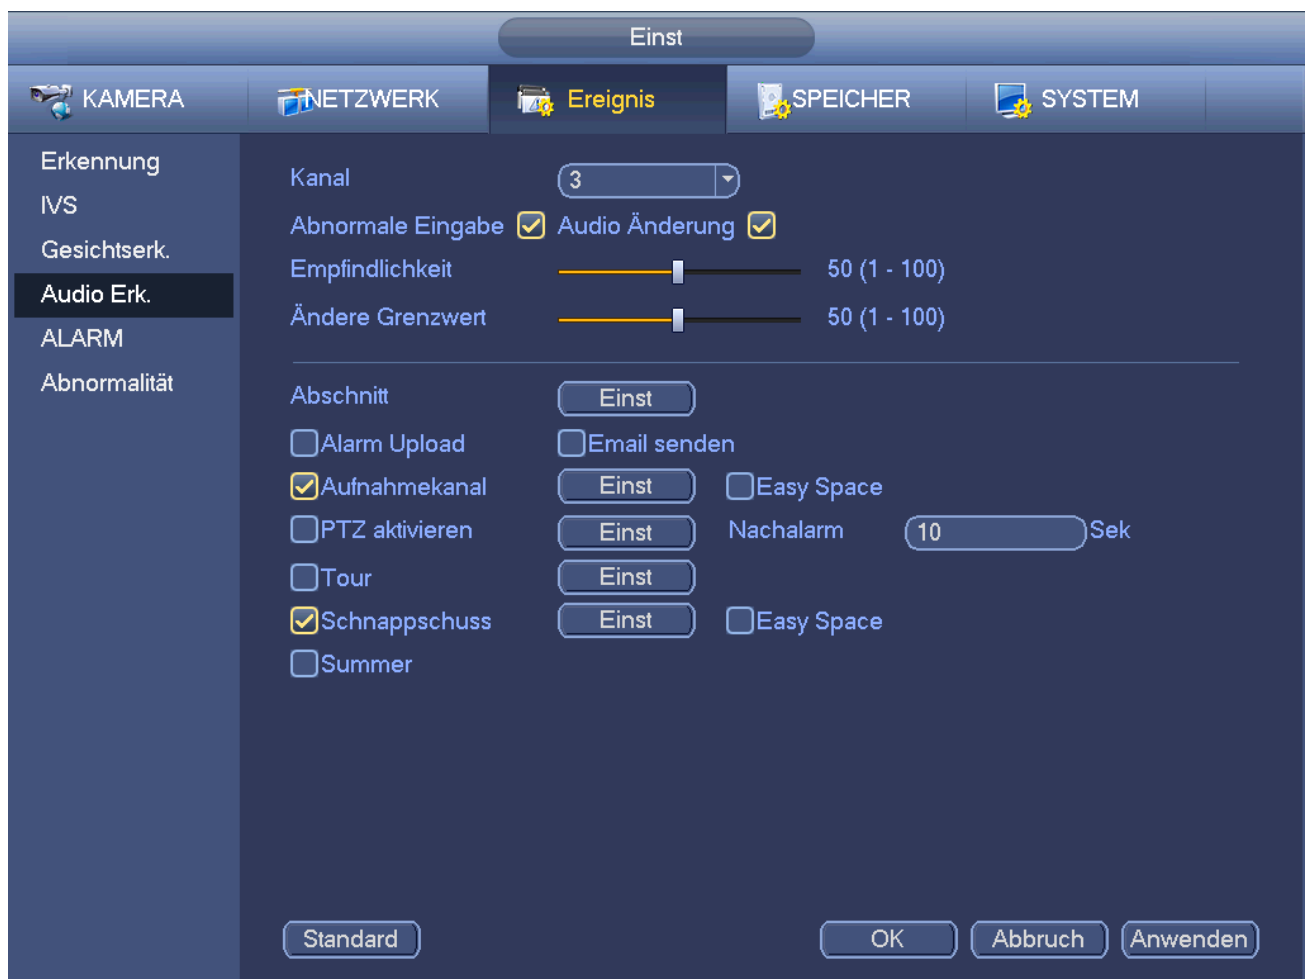 Einst
KAMERA NETZWERK Ereignis SPEICHER SYSTEM
Erkennung
IVS
Gesichtserk.
Audio Erk.
ALARM
Abnormalität
Kanal 3
Abnormale Eingabe Audio Änderung
Empfindlichkeit 50 (1 - 100)
Ändere Grenzwert 50 (1 - 100)
Abschnitt Einst
Alarm Upload Email senden
Aufnahmekanal Einst Easy Space
PTZ aktivieren Einst Nachalarm 10 Sek
Tour Einst
Schnappschuss Einst Easy Space
Summer
Standard OK Abbruch Anwenden